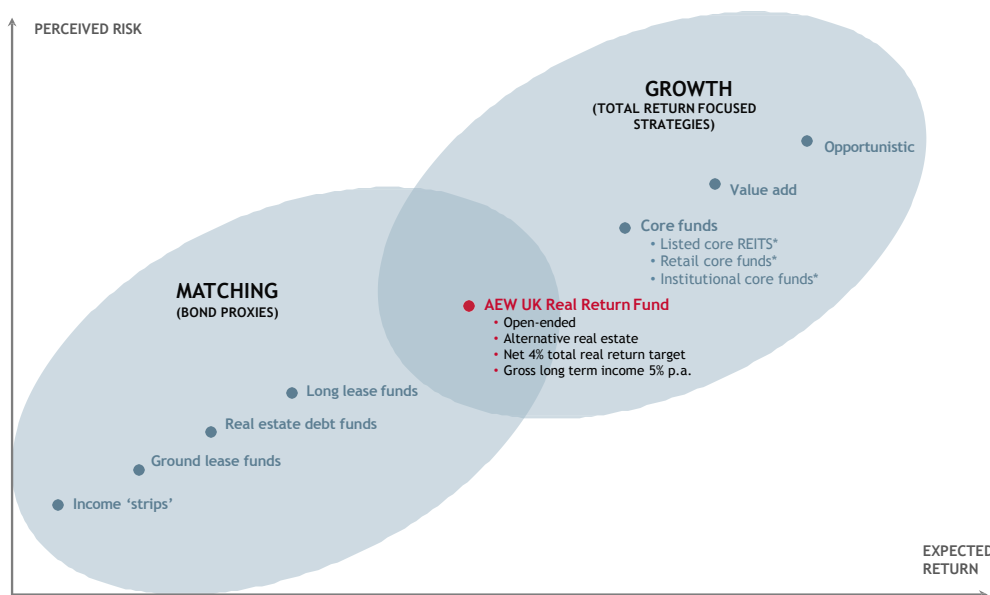 PERCEIVED RISK
GROWTH
(TOTAL RETURN FOCUSED
STRATEGIES)
Opportunistic
Value add
Core funds
• Listed core REITS*
• Retail core funds*
• Institutional core funds*
MATCHING
(BOND PROXIES)
AEW UK Real Return Fund
• Open-ended
• Alternative real estate
• Net 4% total real return target
• Gross long term income 5% p.a.
Long lease funds
Real estate debt funds
Ground lease funds
Income ‘strips’
EXPECTED
RETURN